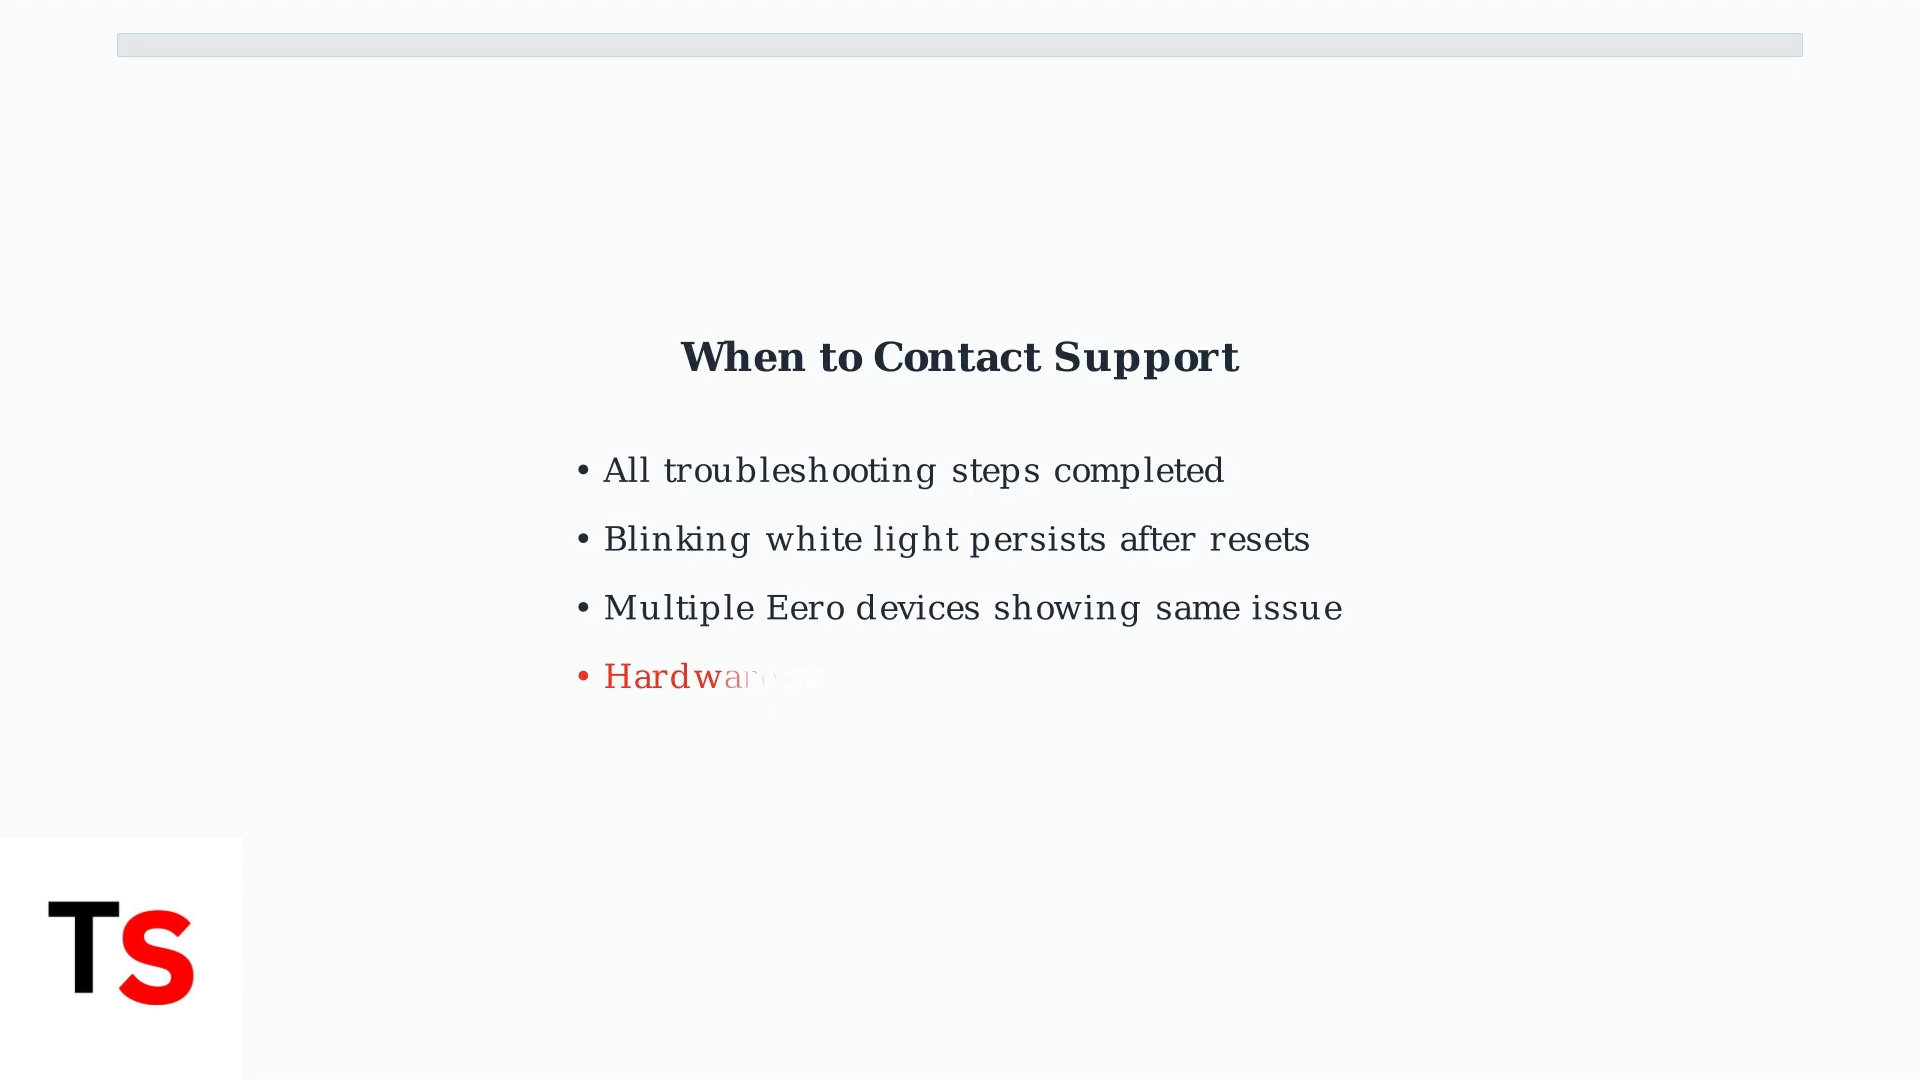 When to Contact Support
• All troubleshooting steps completed
• Blinking white light persists after resets
• Multiple Eero devices showing same issue
• Hardware
TS